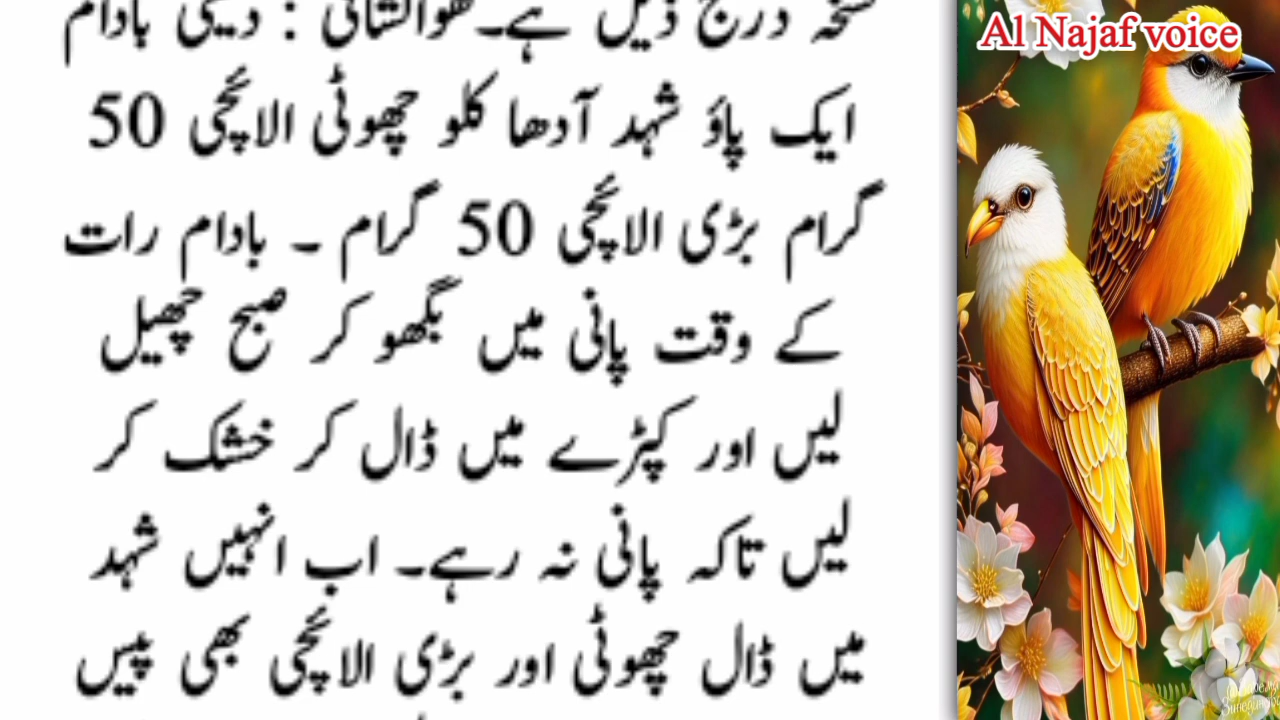 نسخہ درج ذیل ہے۔ ھوالشافی : دیسی بادام
ایک پاؤ شہد آدھا کلو چھوٹی الائچی 50
گرام بڑی الائچی 50 گرام ۔ بادام رات
کے وقت پانی میں بگھو کر صبح چھیل
لیں اور کپڑے میں ڈال کر خشک کر
لیں تاکہ پانی نہ رہے۔ اب انہیں شہد
میں ڈال چھوٹی اور بڑی الائچی بھی پیس
Al Najaf voice